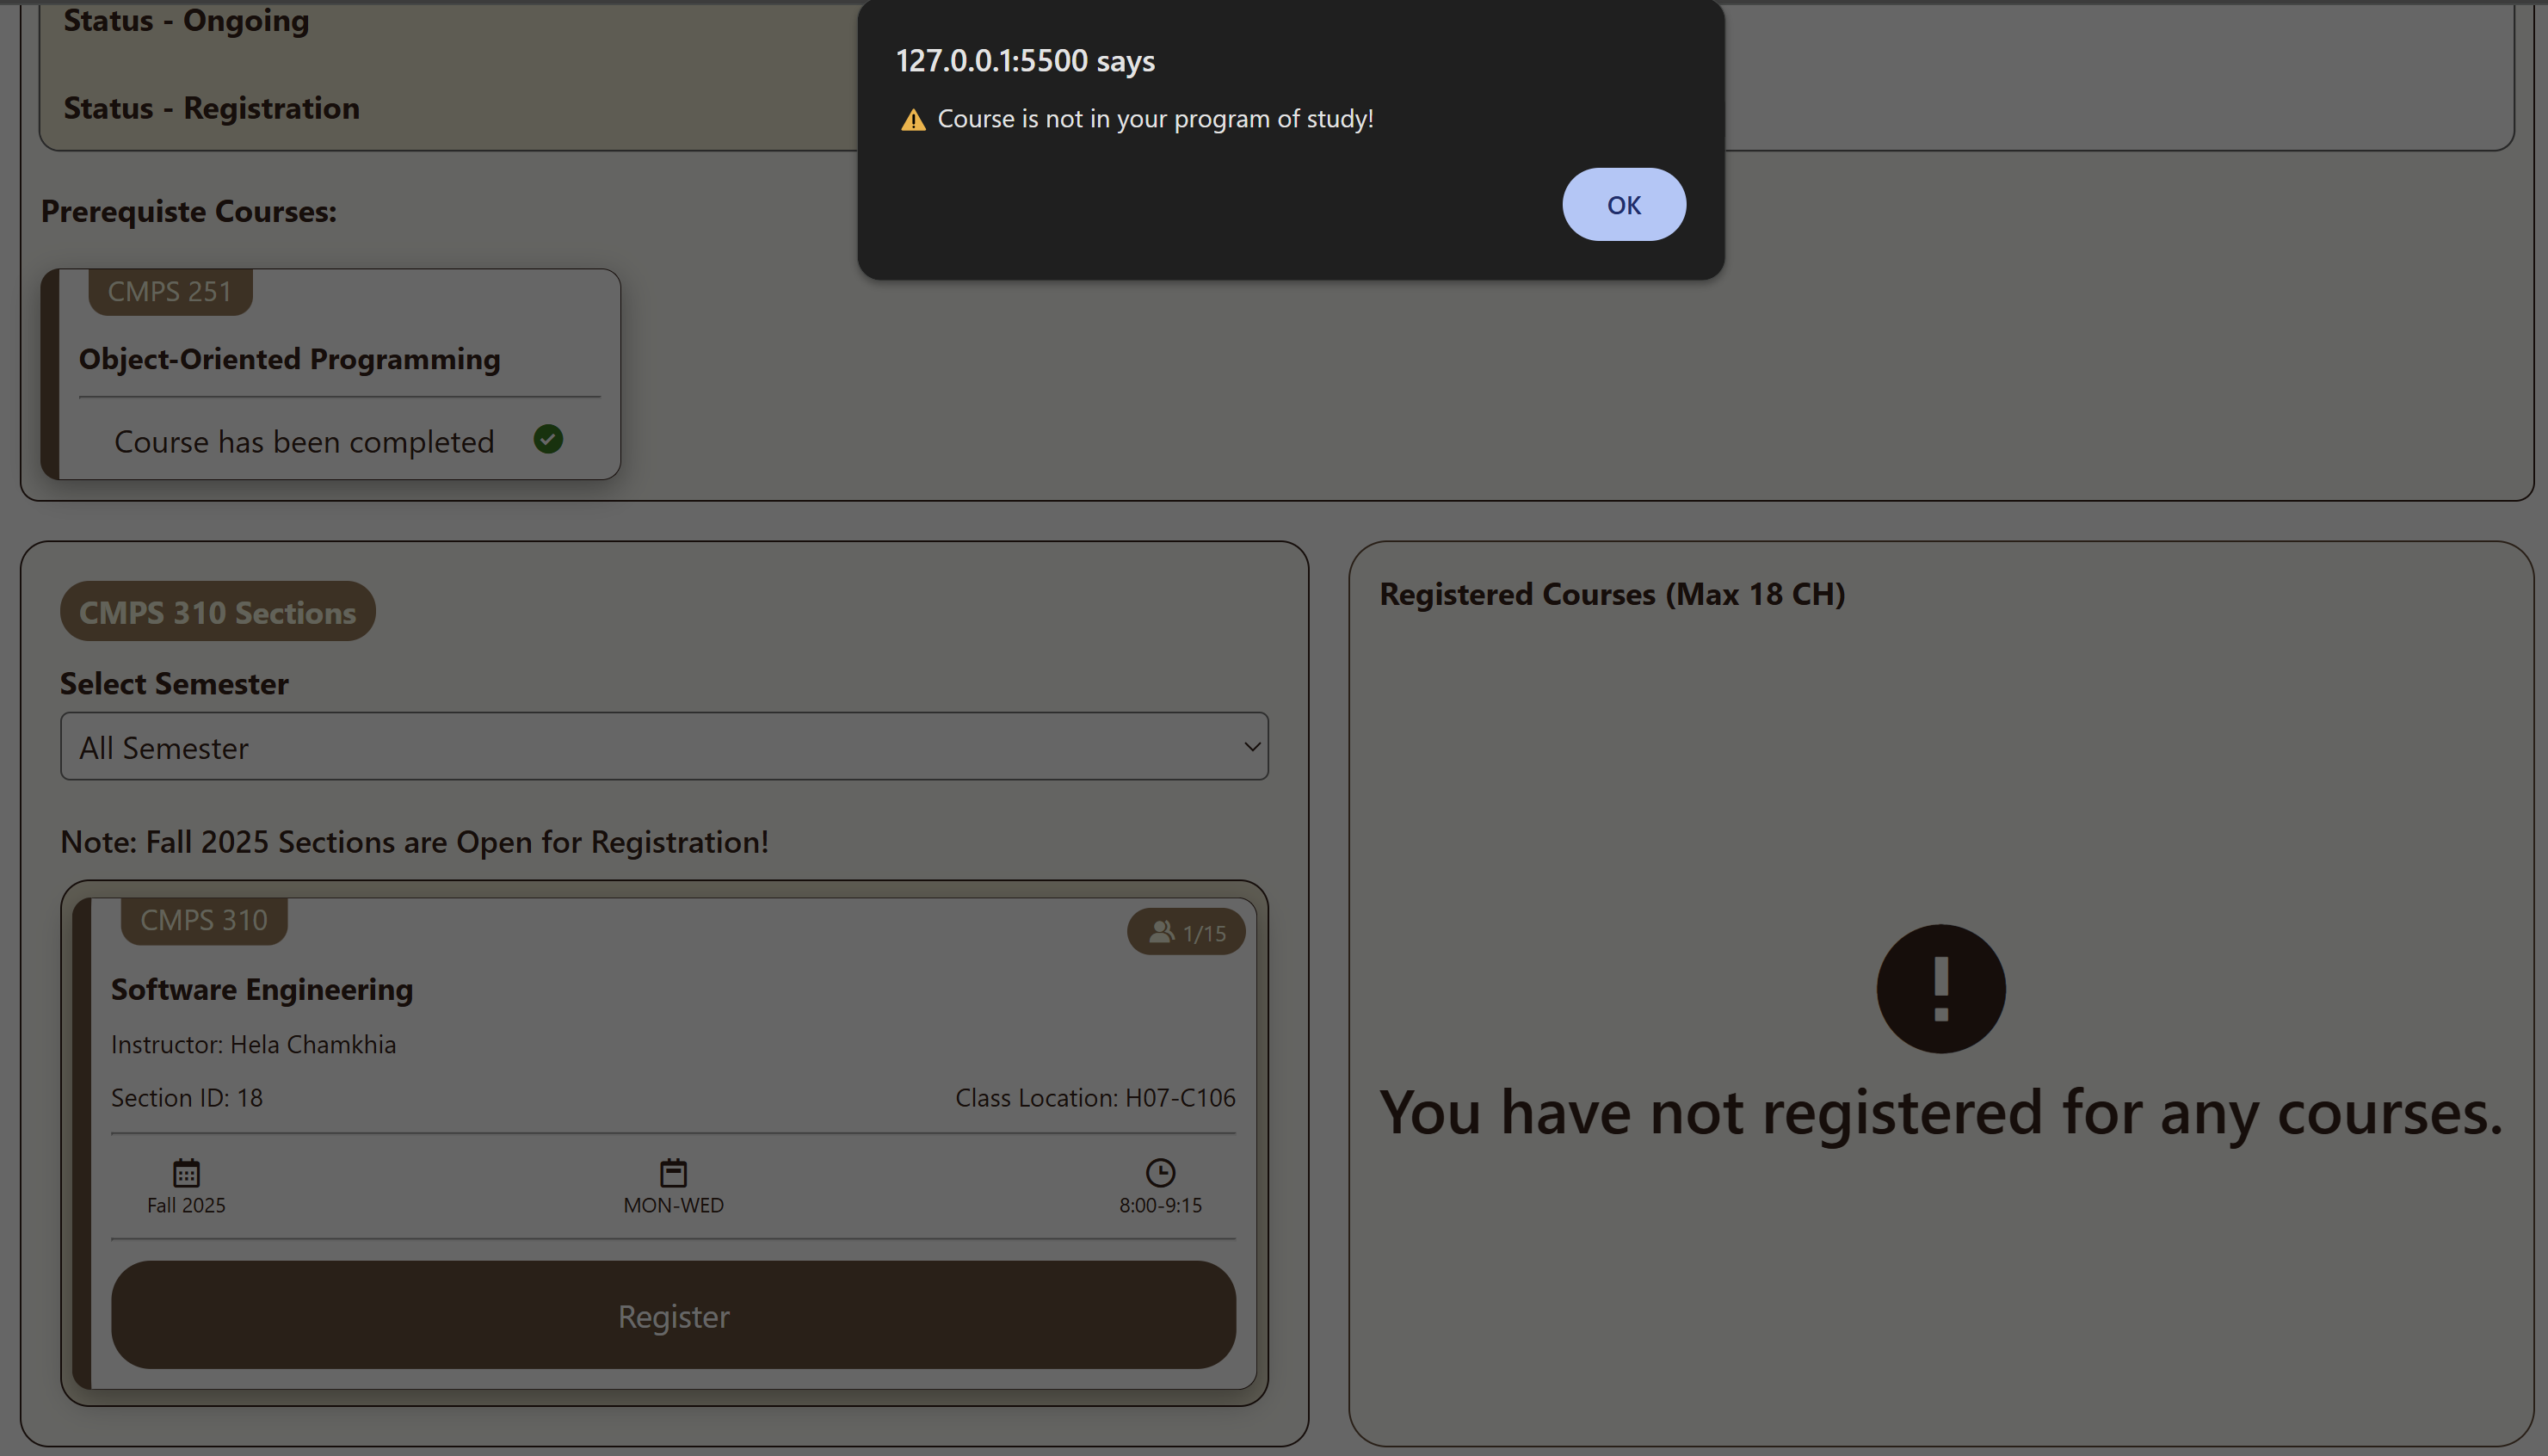 Status - Ongoing
Status - Registration
127.0.0.1:5500 says
⚠ Course is not in your program of study!
OK
Prerequiste Courses:
CMPS 251
Object-Oriented Programming
Course has been completed
CMPS 310 Sections
Select Semester
All Semester
Note: Fall 2025 Sections are Open for Registration!
CMPS 310
1/15
Software Engineering
Instructor: Hela Chamkhia
Section ID: 18
Class Location: H07-C106
Fall 2025
MON-WED
8:00-9:15
Register
Registered Courses (Max 18 CH)
You have not registered for any courses.